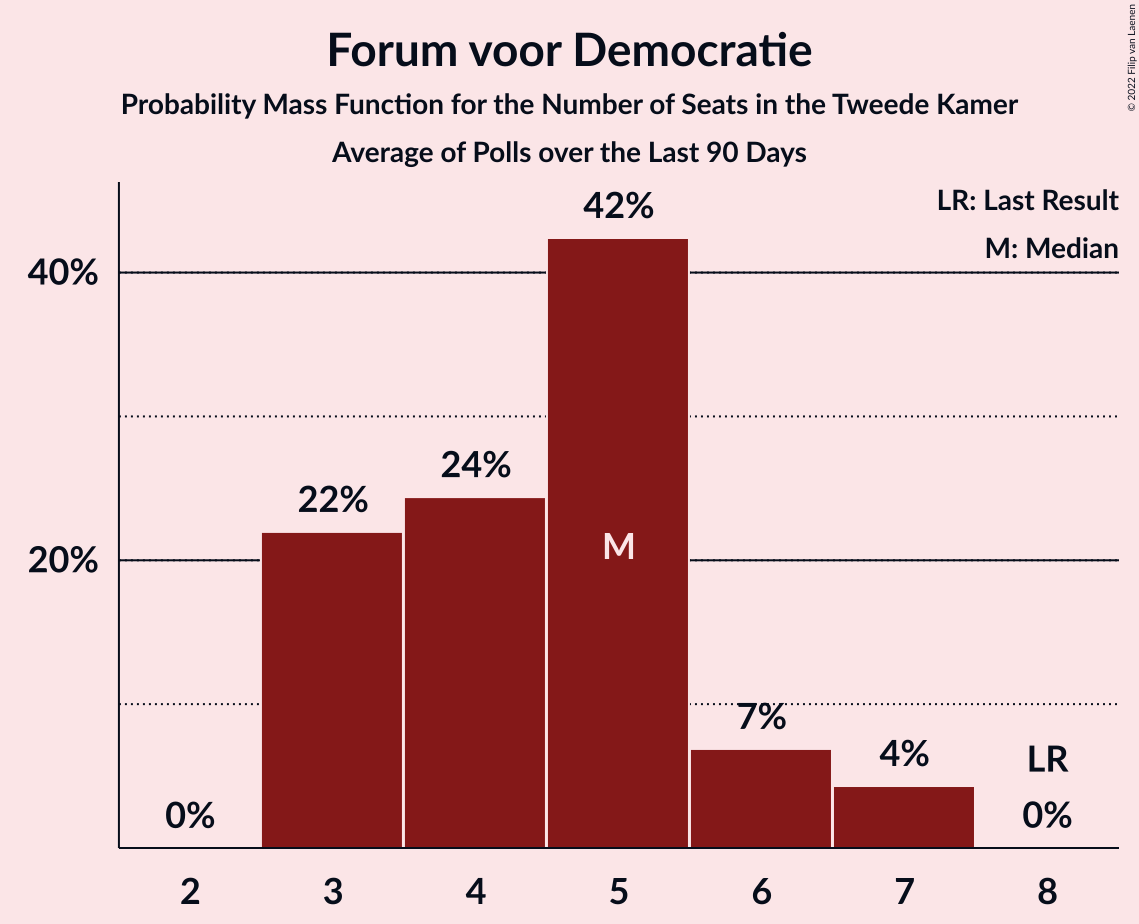 Forum voor Democratie
Probability Mass Function for the Number of Seats in the Tweede Kamer
Average of Polls over the Last 90 Days
© 2022 Filip van Laenen
LR: Last Result
M: Median
42%
40%
24%
22%
M
20%
7%
4%
LR
0%
0%
2 3 4 5 6 7 8